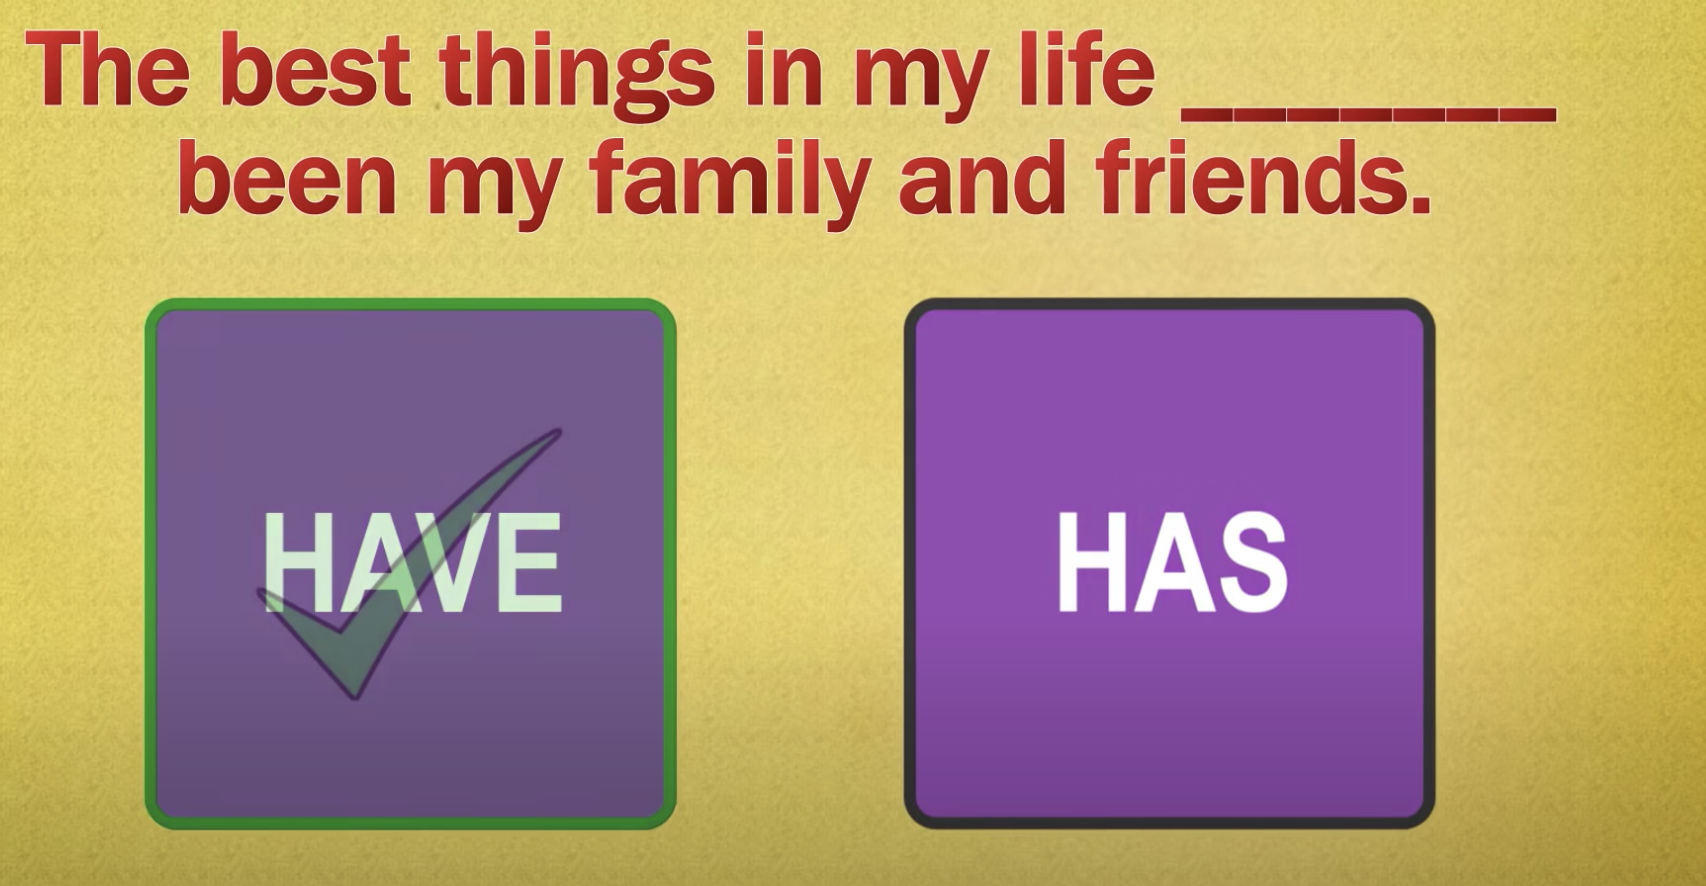 The best things in my life _______
been my family and friends.
HAVE
HAS